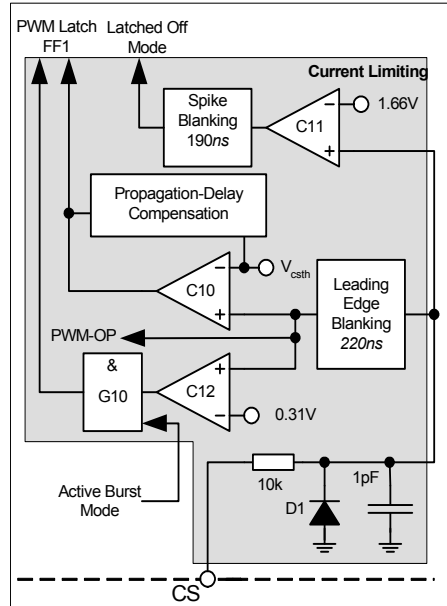 PWM Latch
FF1
Latched Off
Mode
Current Limiting
Spike
Blanking
190ns
C11
1.66V
Propagation-Delay
Compensation
C10
Vcsth
Leading
Edge
Blanking
220ns
PWM-OP
&
G10
C12
0.31V
Active Burst
Mode
10k
D1
1pF
CS